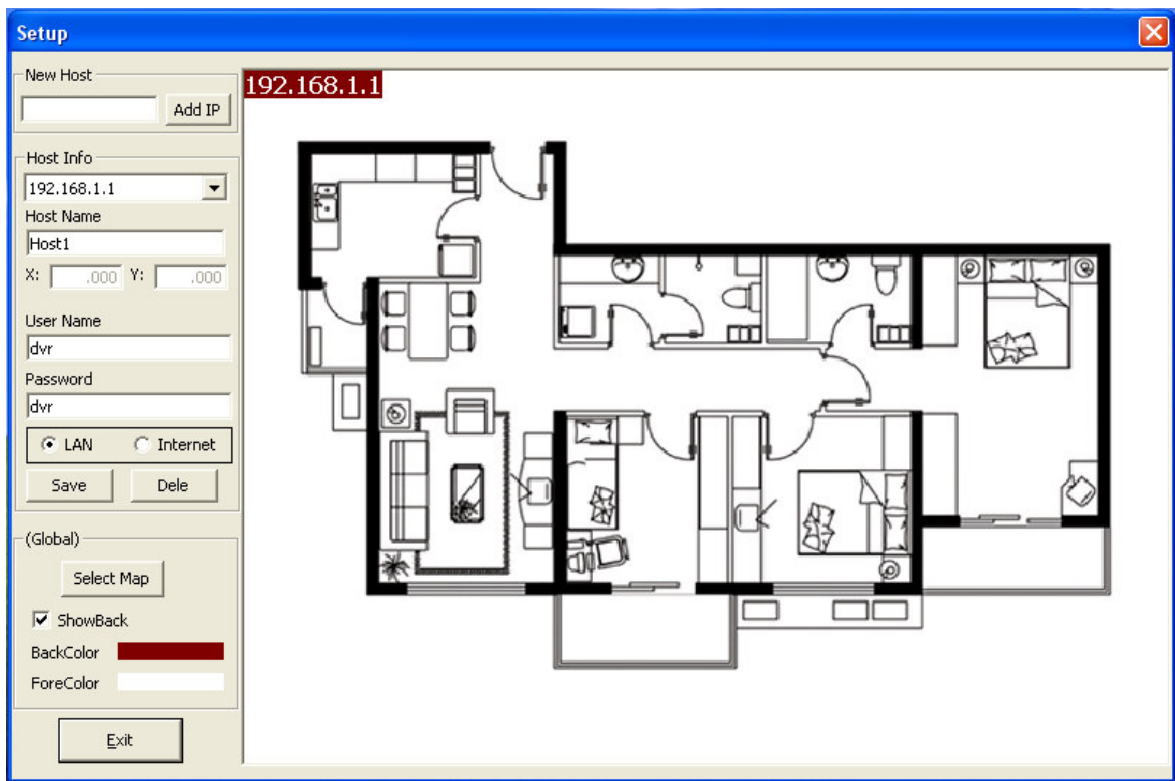 Setup
New Host
Add IP
Host Info
192.168.1.1
Host Name
Host1
X: .000 Y: .000
User Name
dvr
Password
dvr
LAN Internet
Save Dele
(Global)
Select Map
ShowBack
BackColor
ForeColor
Exit
192.168.1.1